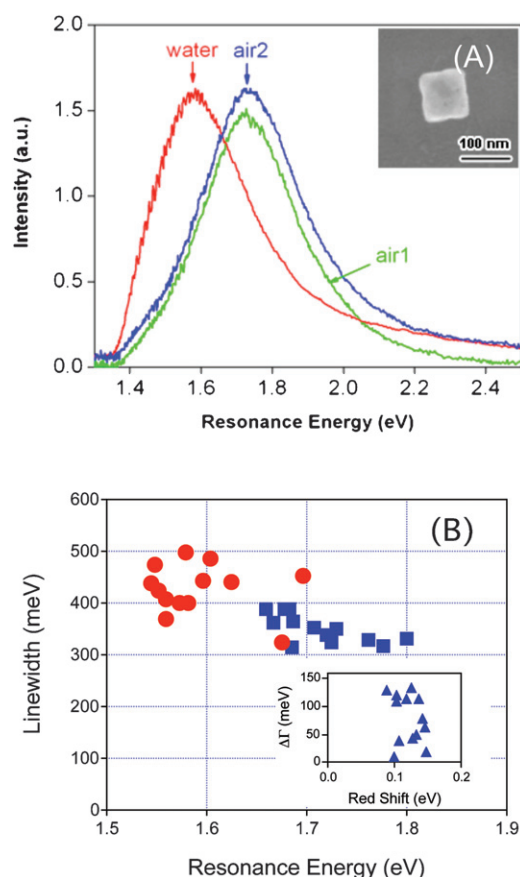 2.0
1.5
1.0
0.5
0.0
Intensity (a.u.)
water
air2
air1
(A)
100 nm
1.4 1.6 1.8 2.0 2.2 2.4
Resonance Energy (eV)
600
500
400
300
200
100
0
Linewidth (meV)
(B)
150
100
50
0
ΔΓ (meV)
0.0 0.1 0.2
Red Shift (eV)
1.5 1.6 1.7 1.8 1.9
Resonance Energy (eV)